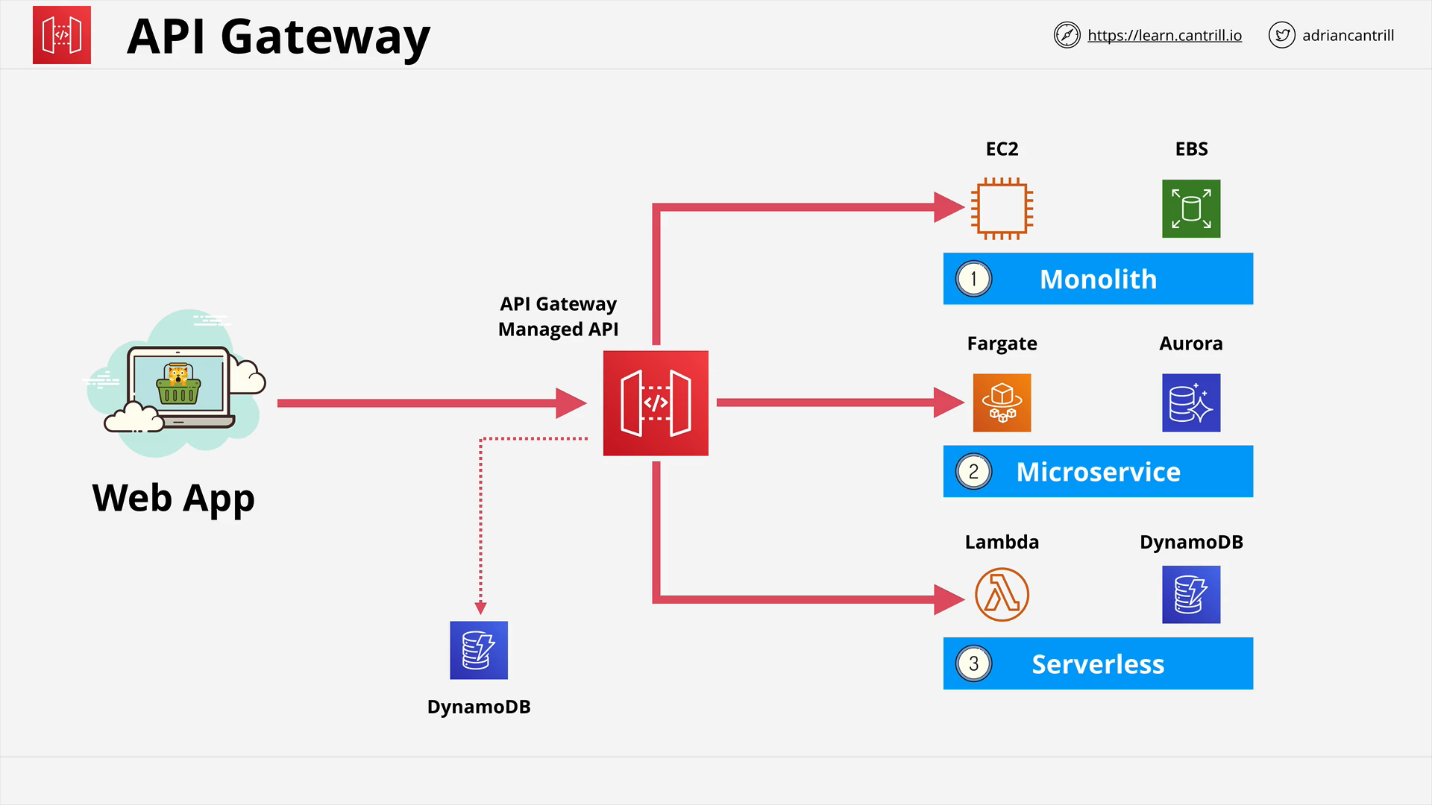 API Gateway
https://learn.cantrill.io
adriancantrill
EC2
EBS
1
Monolith
API Gateway
Managed API
Fargate
Aurora
2
Microservice
Web App
Lambda
DynamoDB
3
Serverless
DynamoDB